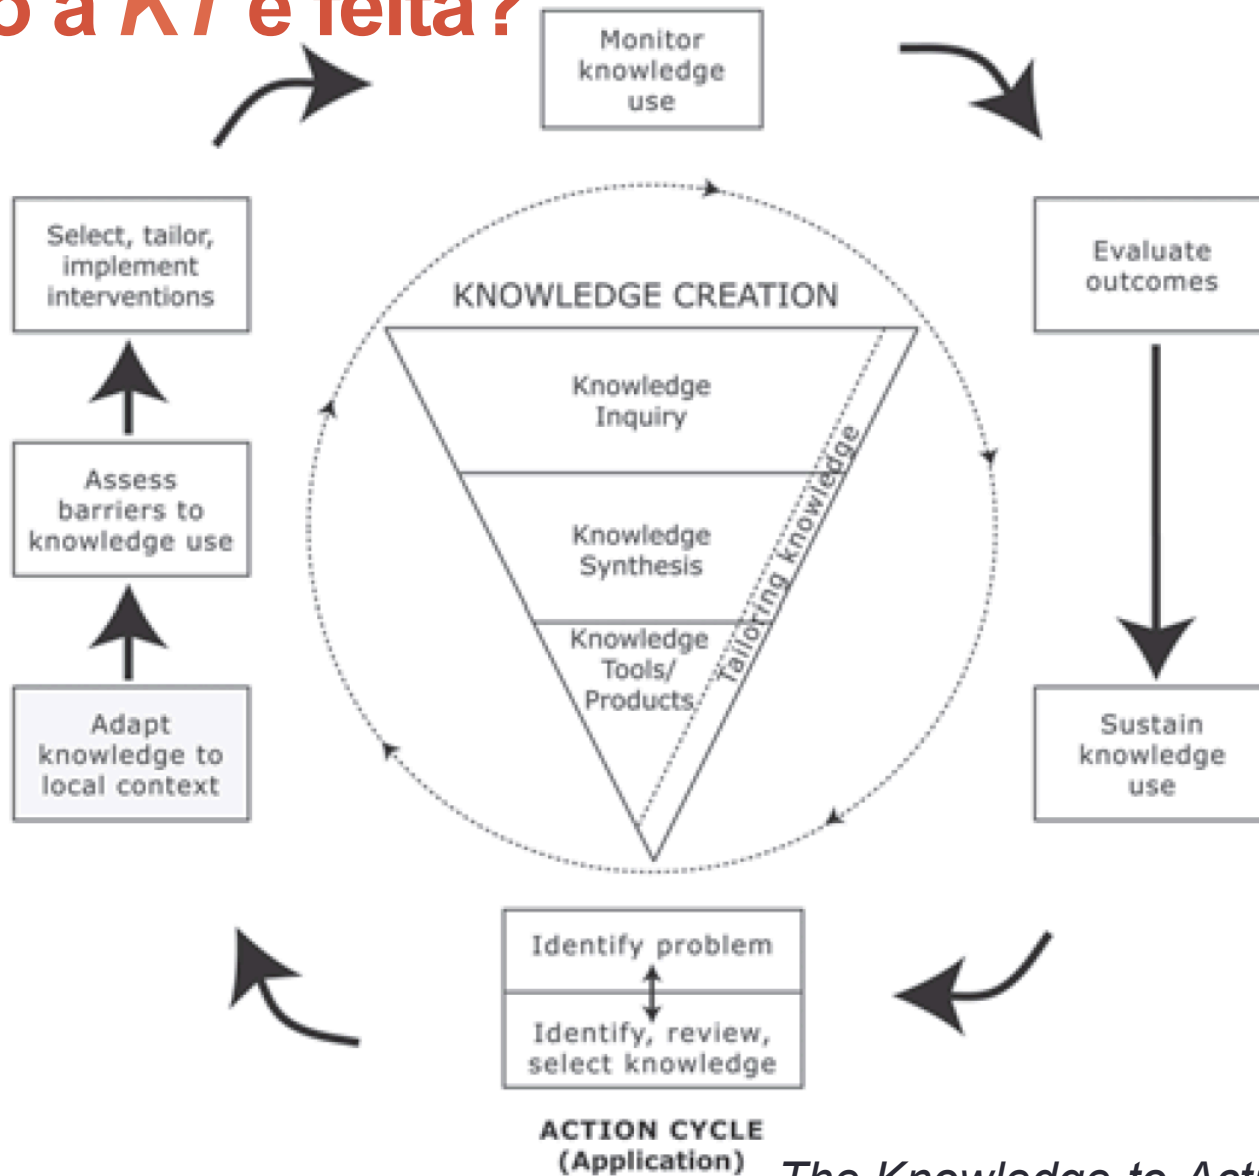 o a KT é feita?
Monitor
knowledge
use
Select, tailor,
implement
interventions
Evaluate
outcomes
KNOWLEDGE CREATION
Knowledge
Inquiry
Assess
barriers to
knowledge use
Knowledge
Synthesis
Tailoring knowledge
Knowledge
Tools/
Products
Adapt
knowledge to
local context
Sustain
knowledge
use
Identify problem
Identify, review,
select knowledge
ACTION CYCLE
(Application)
The Knowledge-to-Act